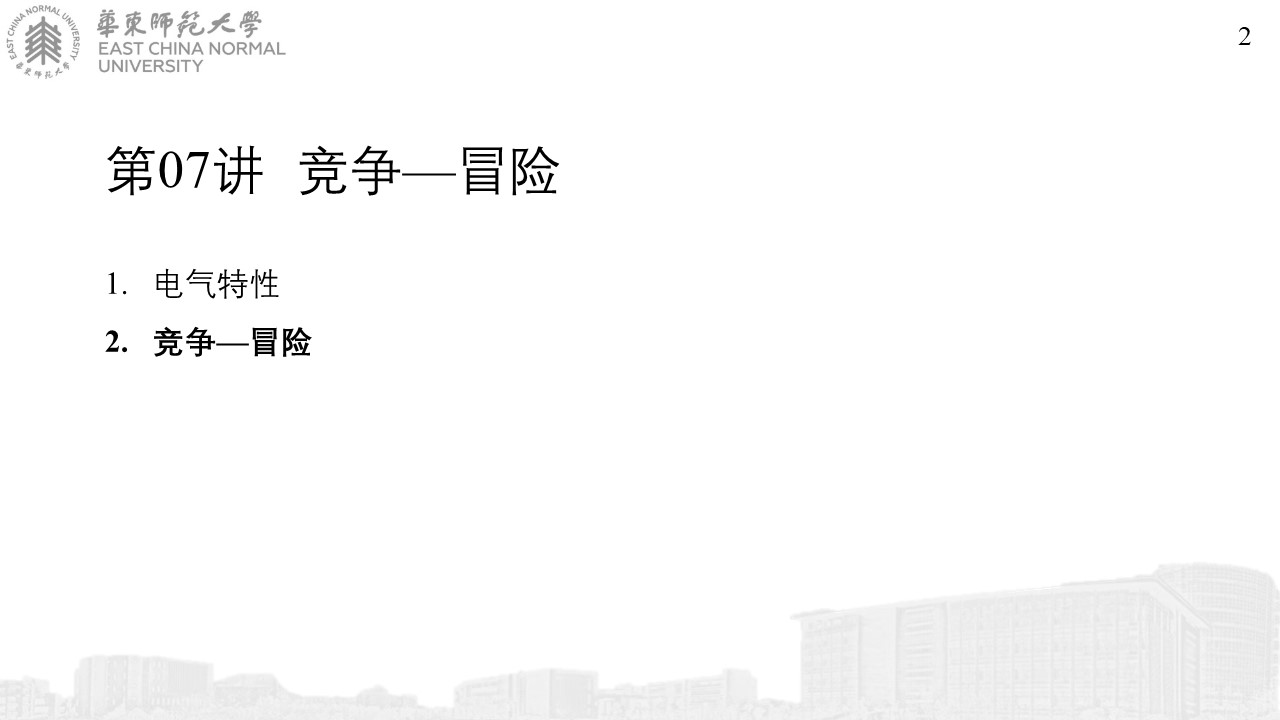 EAST CHINA NORMAL UNIVERSITY
華東師範大學
華東師範大學
EAST CHINA NORMAL
UNIVERSITY
2
第07讲 竞争—冒险
1. 电气特性
2. 竞争—冒险